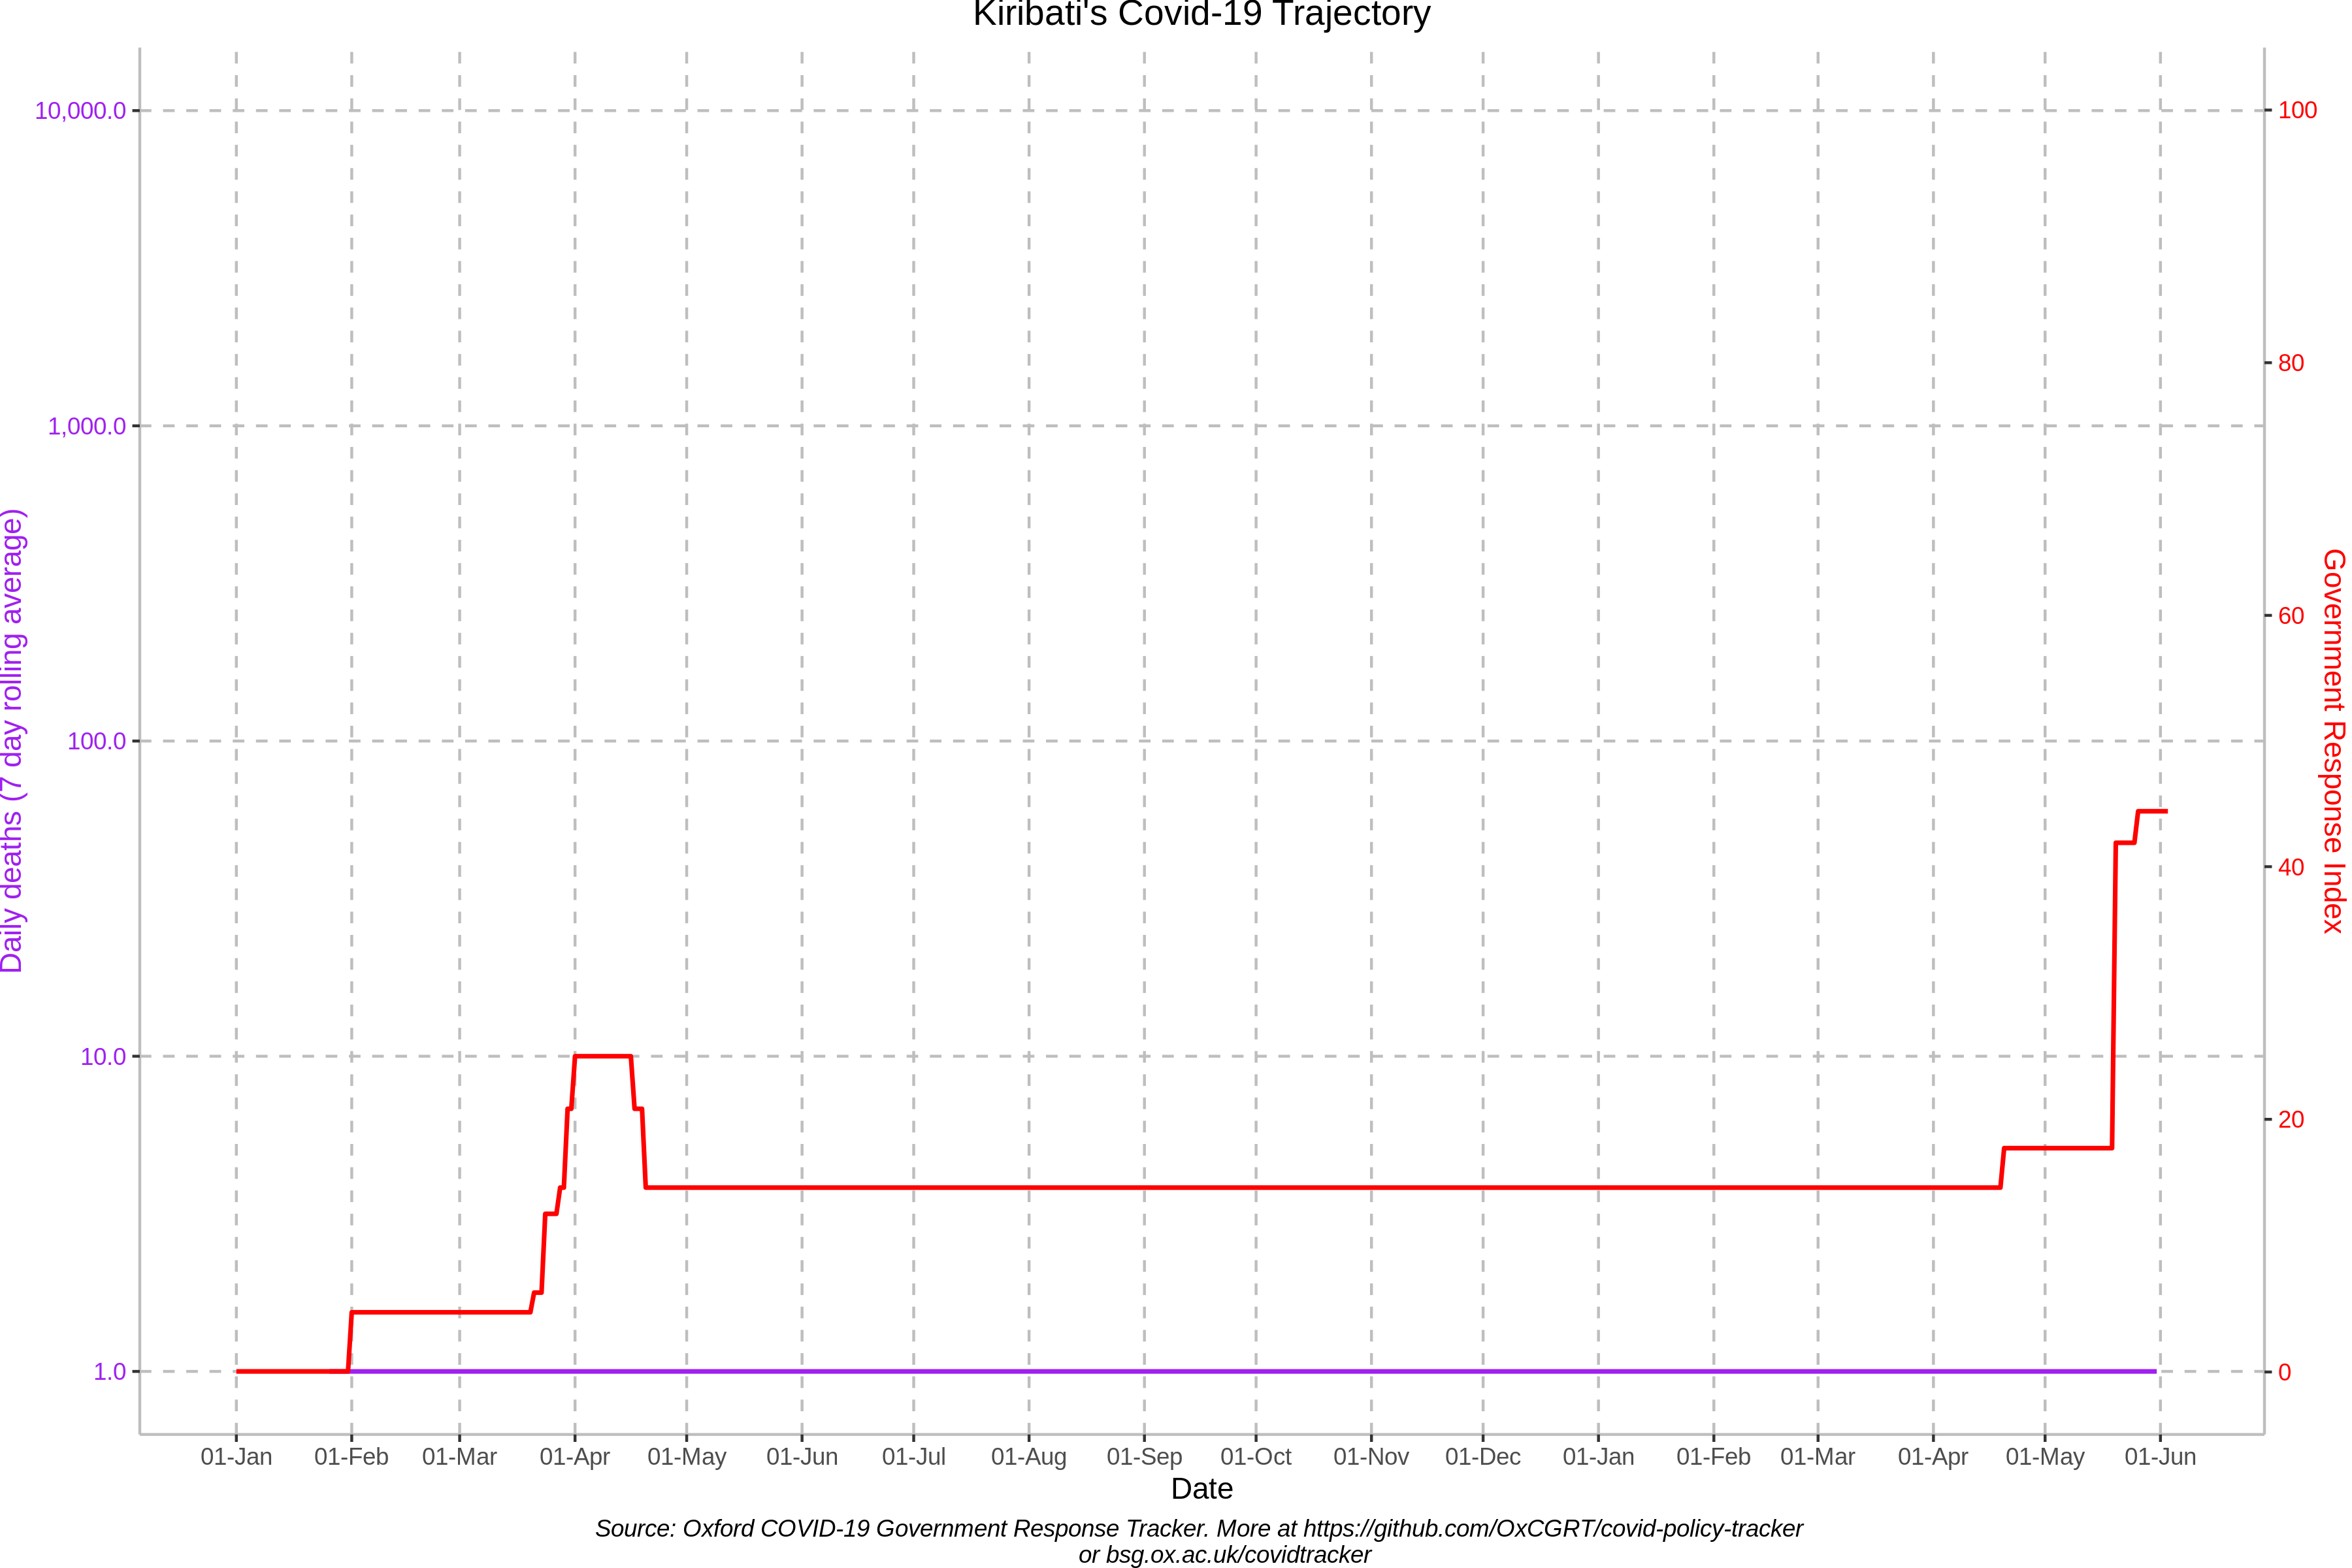 Kiribati's Covid-19 Trajectory
10,000.0
1,000.0
100.0
10.0
1.0
Daily deaths (7 day rolling average)
100
80
60
40
20
0
Government Response Index
01-Jan 01-Feb 01-Mar 01-Apr 01-May 01-Jun 01-Jul 01-Aug 01-Sep 01-Oct 01-Nov 01-Dec 01-Jan 01-Feb 01-Mar 01-Apr 01-May 01-Jun
Date
Source: Oxford COVID-19 Government Response Tracker. More at https://github.com/OxCGRT/covid-policy-tracker
or bsg.ox.ac.uk/covidtracker